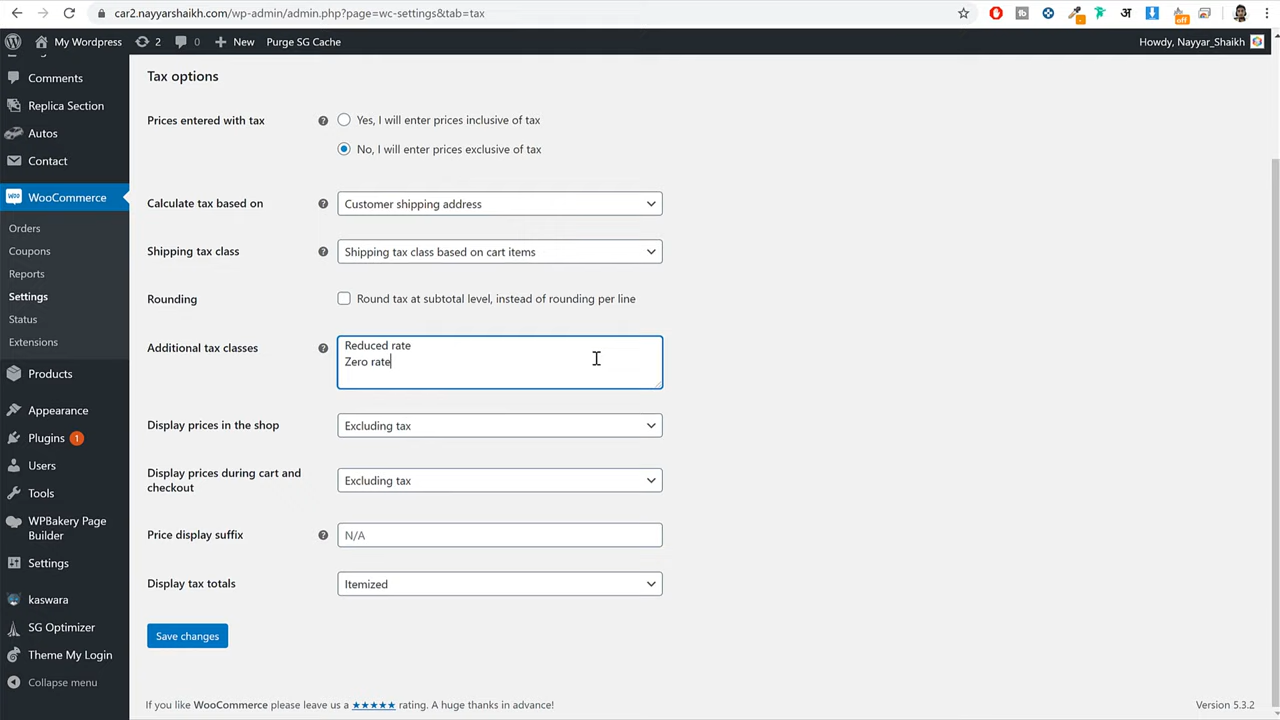 car2.nayyarshaikh.com/wp-admin/admin.php?page=wc-settings&tab=tax
अ
off
My Wordpress
2
0
New
Purge SG Cache
Howdy, Nayyar_Shaikh
Comments
Replica Section
Autos
Contact
WooCommerce
Orders
Coupons
Reports
Settings
Status
Extensions
Products
Appearance
Plugins 1
Users
Tools
WPBakery Page
Builder
Settings
kaswara
SG Optimizer
Theme My Login
Collapse menu
Tax options
Prices entered with tax
Yes, I will enter prices inclusive of tax
No, I will enter prices exclusive of tax
Calculate tax based on
Customer shipping address
Shipping tax class
Shipping tax class based on cart items
Rounding
Round tax at subtotal level, instead of rounding per line
Additional tax classes
Reduced rate
Zero rate
Display prices in the shop
Excluding tax
Display prices during cart and
checkout
Excluding tax
Price display suffix
N/A
Display tax totals
Itemized
Save changes
If you like WooCommerce please leave us a ★★★★★ rating. A huge thanks in advance!
Version 5.3.2